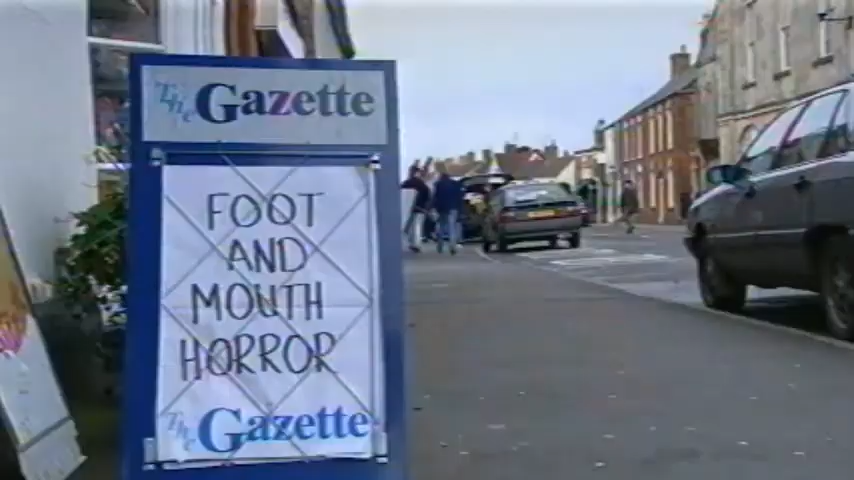 The Gazette
FOOT
AND
MOUTH
HORROR
The Gazette